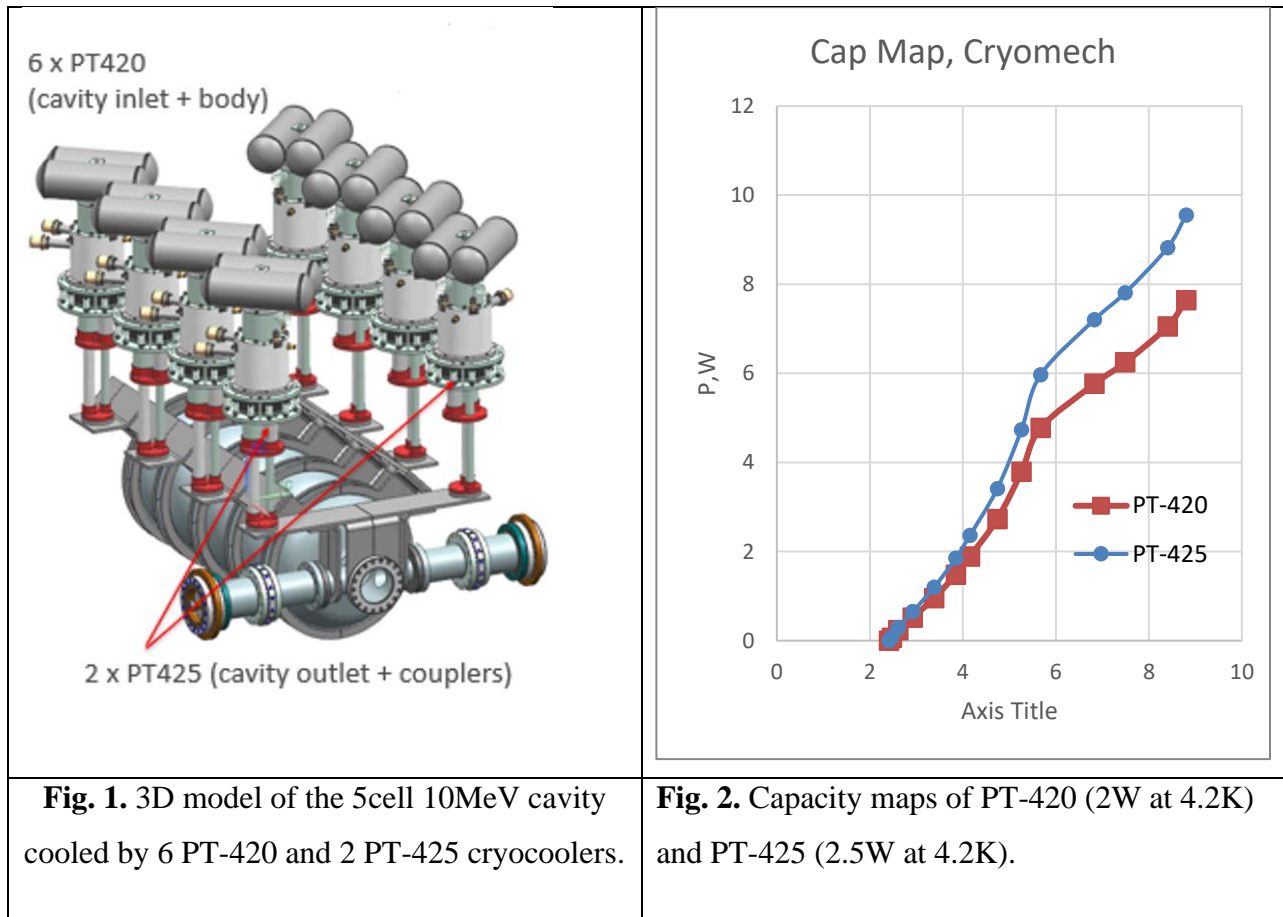 6 x PT420
(cavity inlet + body)
2 x PT425 (cavity outlet + couplers)
Cap Map, Cryomech
12
10
8
6
4
2
0
P,W
PT-420
PT-425
0 2 4 6 8 10
Axis Title
Fig. 1. 3D model of the 5cell 10MeV cavity
cooled by 6 PT-420 and 2 PT-425 cryocoolers.
Fig. 2. Capacity maps of PT-420 (2W at 4.2K)
and PT-425 (2.5W at 4.2K).